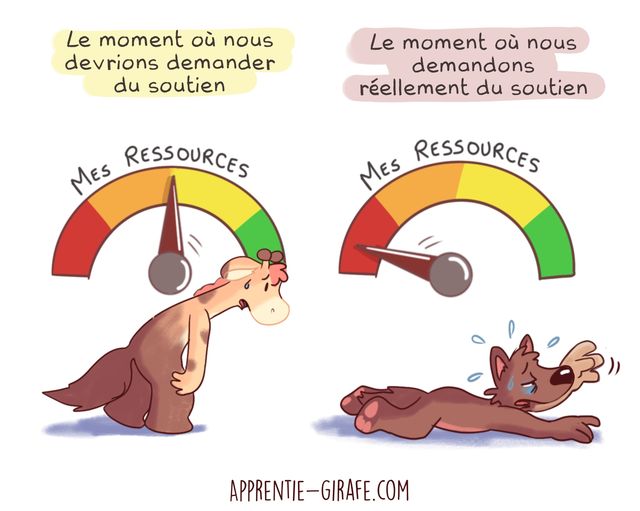 Le moment où nous
devrions demander
du soutien
Le moment où nous
demandons
réellement du soutien
MES RESSOURCES
MES RESSOURCES
APPRENTIE-GIRAFE.COM